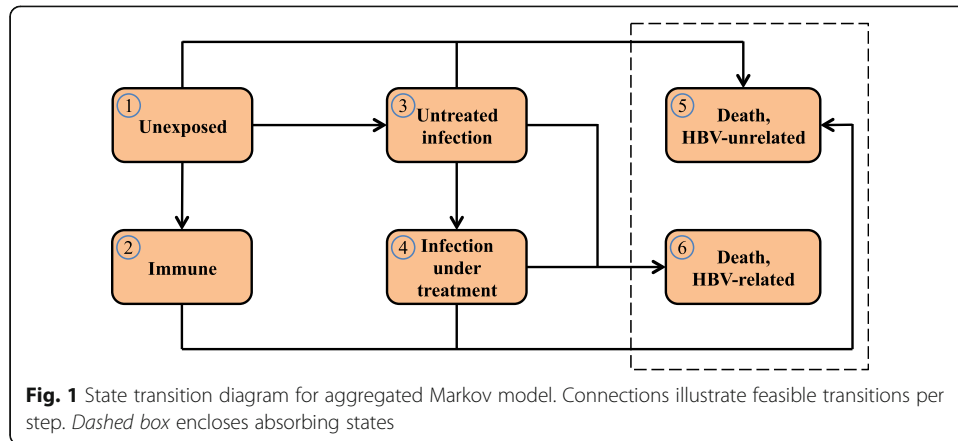 1
Unexposed
3
Untreated
infection
5
Death,
HBV-unrelated
2
Immune
4
Infection
under
treatment
6
Death,
HBV-related
Fig. 1 State transition diagram for aggregated Markov model. Connections illustrate feasible transitions per
step. Dashed box encloses absorbing states